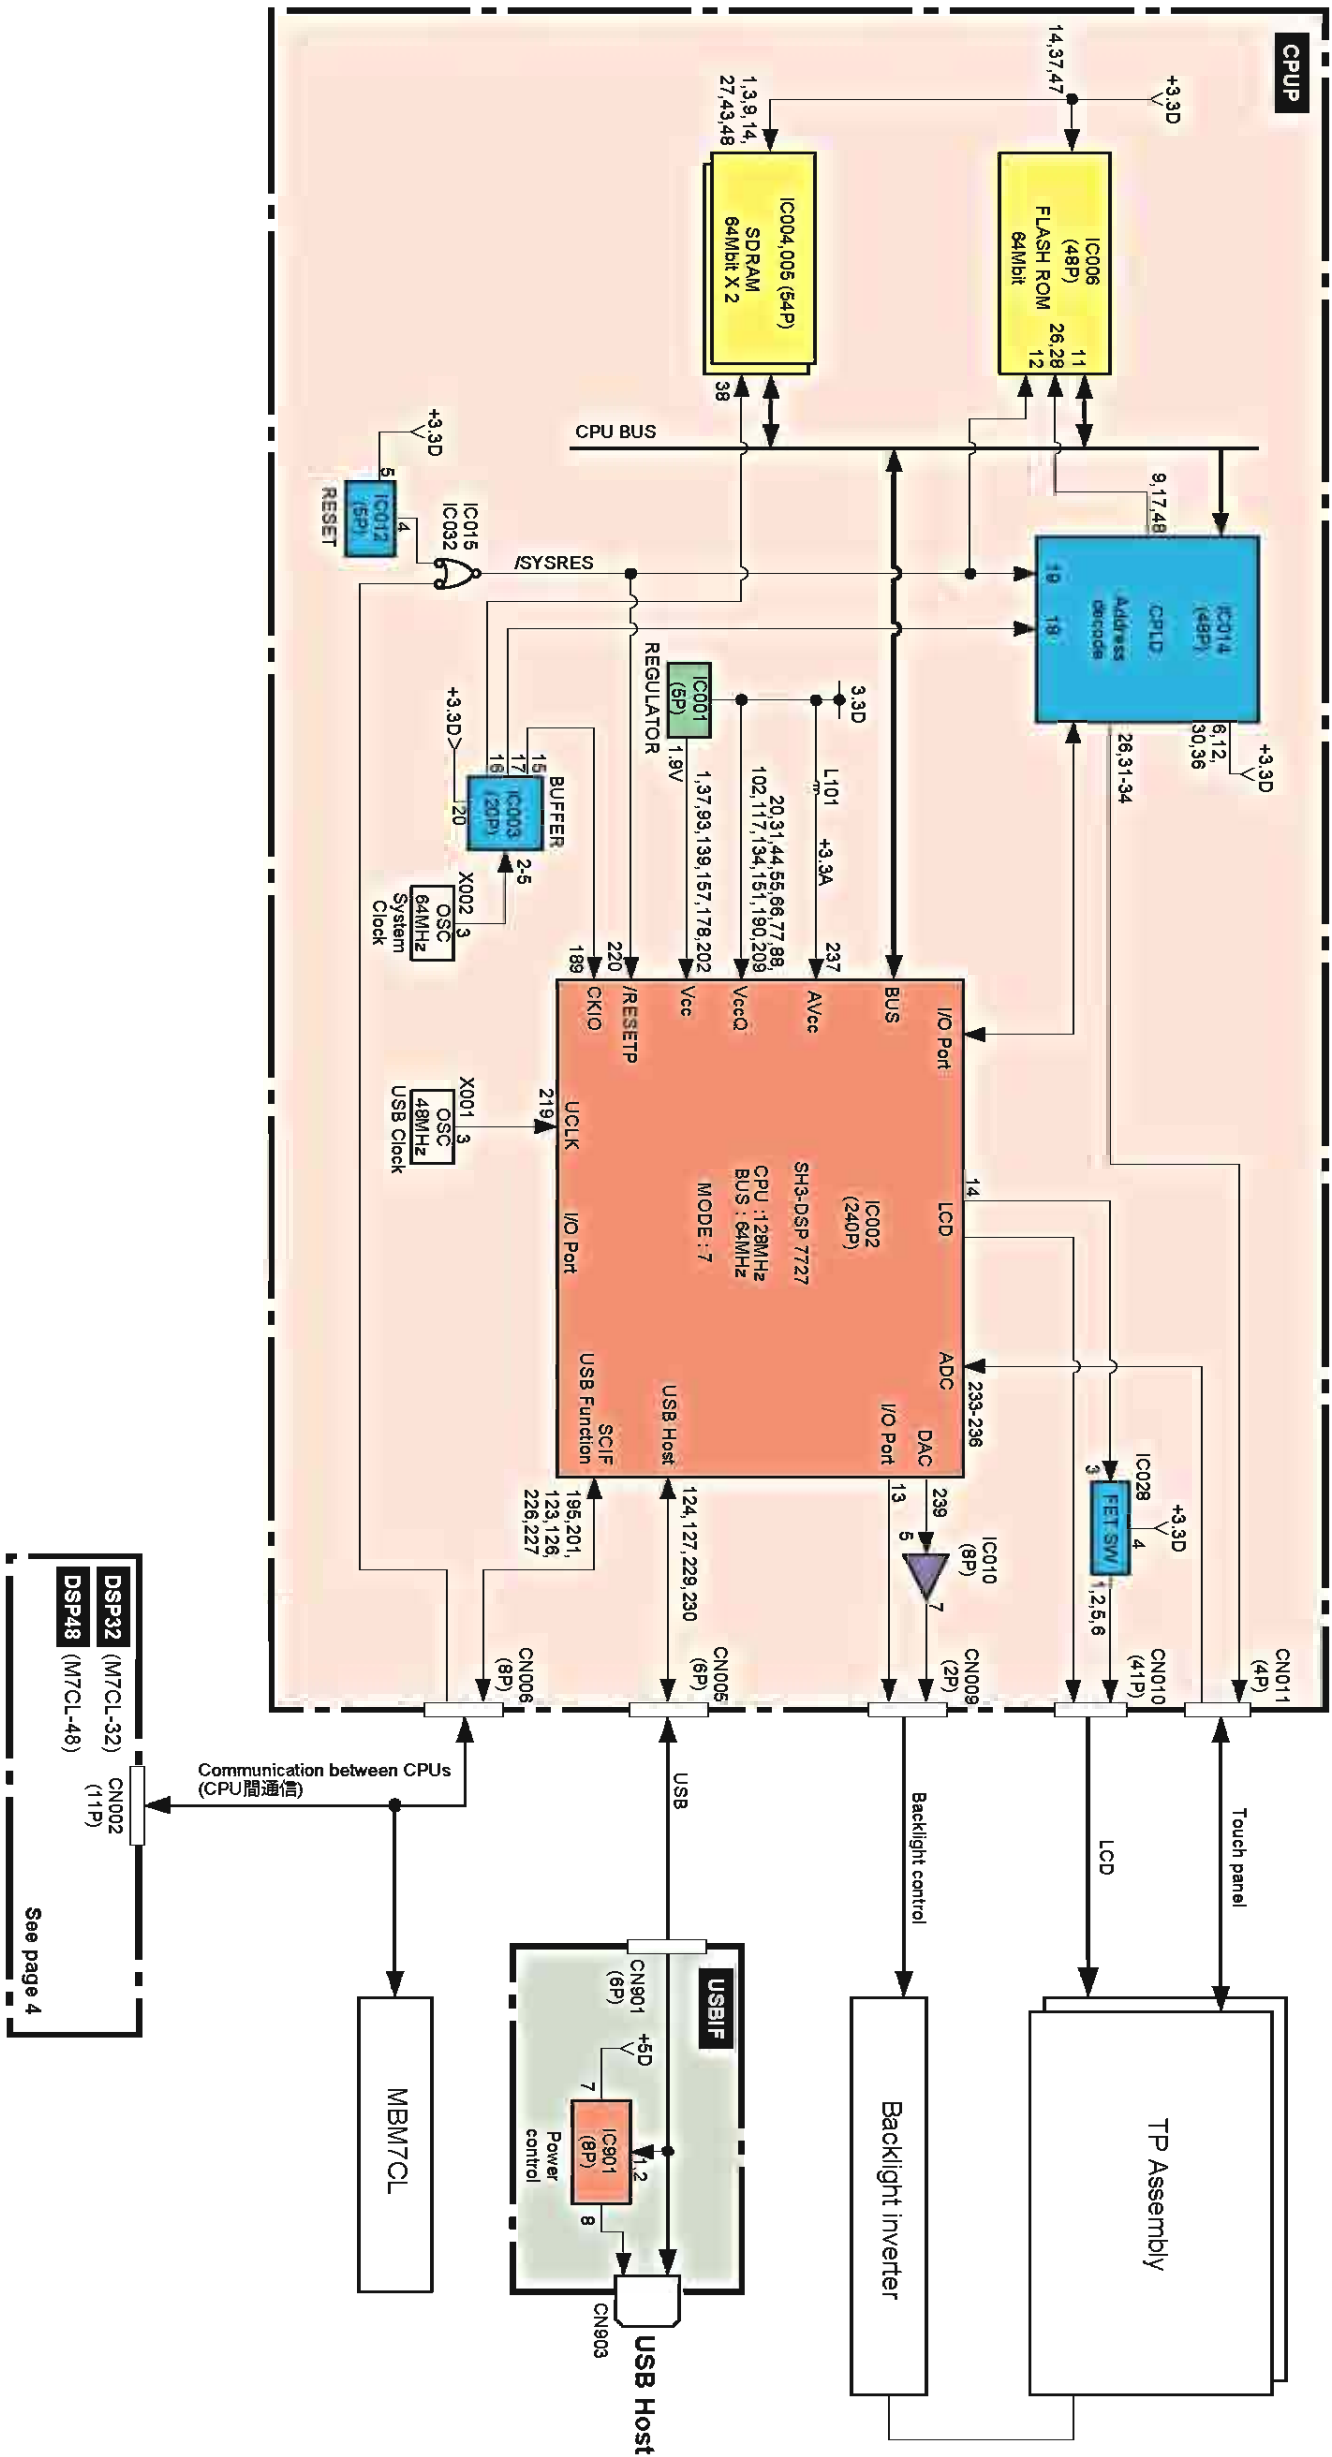 CPUP
+3.3D
14,37,47
IC006
(48P)
FLASH ROM
64Mbit
11
26,28
12
1,3,9,14,
27,43,48
IC004,005 (54P)
SDRAM
64Mbit X 2
38
CPU BUS
9,17,48
IC014
(48P)
CPLD
Address
decode
19
18
6,12,
30,36
+3.3D
26,31-34
+3.3D
5
IC012
(5P)
4
RESET
IC015
IC032
/SYSRES
3.3D
IC001
(5P)
REGULATOR
1.9V
L101
+3.3A
237
20,31,44,55,66,77,88,
102,117,134,151,190,209
1,37,93,139,157,178,202
220
189
BUFFER
15
17
16
IC003
(20P)
+3.3D
20
2-5
X002
3
OSC
64MHz
System
Clock
X001
3
OSC
48MHz
USB Clock
219
I/O Port
BUS
AVcc
VccQ
Vcc
/RESETP
CKIO
UCLK
I/O Port
IC002
(240P)
SH3-DSP 7727
CPU :128MHz
BUS : 64MHz
MODE : 7
14
LCD
ADC
233-236
DAC
I/O Port
USB Host
SCIF
USB Function
239
13
5
IC010
(8P)
7
IC028
3
FET SW
+3.3D
4
1,2,5,6
124,127,229,230
195,201,
123,126,
226,227
CN011
(4P)
CN010
(41P)
CN009
(2P)
CN005
(6P)
CN006
(8P)
Touch panel
LCD
Backlight control
USB
Communication between CPUs
(CPU間通信)
DSP32 (M7CL-32)
DSP48 (M7CL-48)
CN002
(11P)
See page 4
TP Assembly
Backlight inverter
USBIF
CN901
(6P)
+5D
7
IC901
(8P)
1,2
8
Power
control
CN903
USB Host
MBM7CL